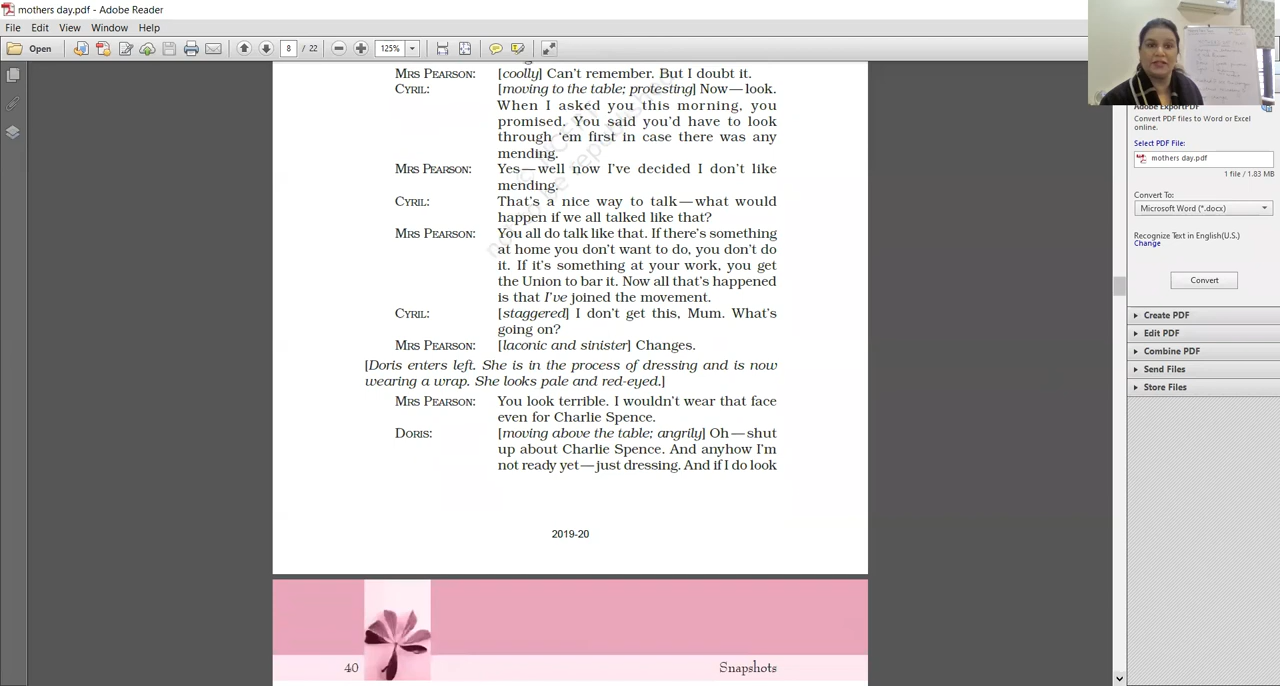 mothers day.pdf - Adobe Reader
File Edit View Window Help
Open 8 / 22 125%
MRS PEARSON: [coolly] Can't remember. But I doubt it.
CYRIL: [moving to the table; protesting] Now—look.
When I asked you this morning, you
promised. You said you'd have to look
through 'em first in case there was any
mending.
MRS PEARSON: Yes—well now I've decided I don't like
mending.
CYRIL: That's a nice way to talk—what would
happen if we all talked like that?
MRS PEARSON: You all do talk like that. If there's something
at home you don't want to do, you don't do
it. If it's something at your work, you get
the Union to bar it. Now all that's happened
is that I've joined the movement.
CYRIL: [staggered] I don't get this, Mum. What's
going on?
MRS PEARSON: [laconic and sinister] Changes.
[Doris enters left. She is in the process of dressing and is now
wearing a wrap. She looks pale and red-eyed.]
MRS PEARSON: You look terrible. I wouldn't wear that face
even for Charlie Spence.
DORIS: [moving above the table; angrily] Oh—shut
up about Charlie Spence. And anyhow I'm
not ready yet—just dressing. And if I do look
2019-20
40 Snapshots
Adobe ExportPDF
Convert PDF files to Word or Excel
online.
Select PDF File:
mothers day.pdf
1 file / 1.83 MB
Convert To:
Microsoft Word (*.docx)
Recognize Text in English(U.S.)
Change
Convert
Create PDF
Edit PDF
Combine PDF
Send Files
Store Files